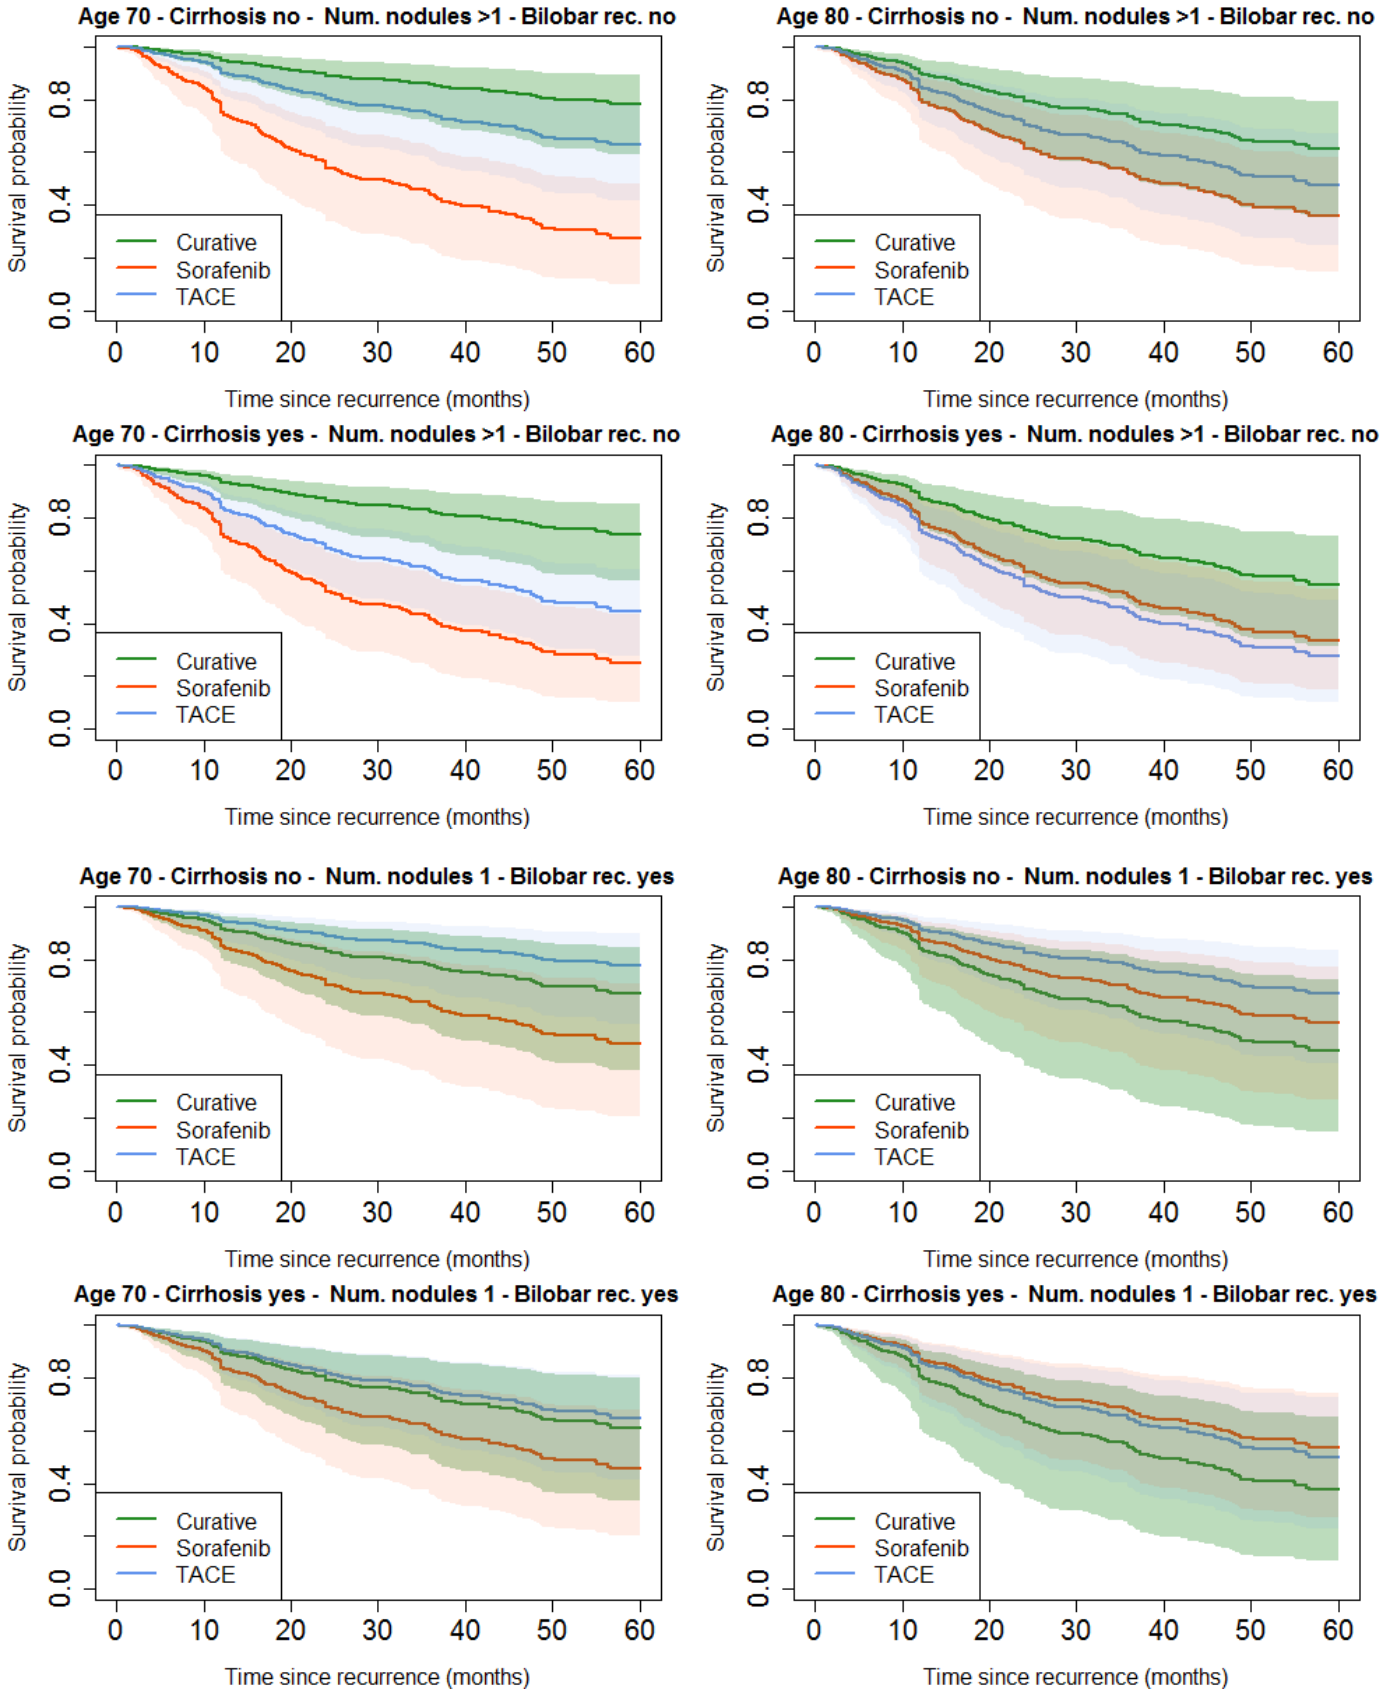 Age 70 - Cirrhosis no - Num. nodules >1 - Bilobar rec. no
Survival probability
0.0 0.4 0.8
Curative
Sorafenib
TACE
0 10 20 30 40 50 60
Time since recurrence (months)
Age 80 - Cirrhosis no - Num. nodules >1 - Bilobar rec. no
Survival probability
0.0 0.4 0.8
Curative
Sorafenib
TACE
0 10 20 30 40 50 60
Time since recurrence (months)
Age 70 - Cirrhosis yes - Num. nodules >1 - Bilobar rec. no
Survival probability
0.0 0.4 0.8
Curative
Sorafenib
TACE
0 10 20 30 40 50 60
Time since recurrence (months)
Age 80 - Cirrhosis yes - Num. nodules >1 - Bilobar rec. no
Survival probability
0.0 0.4 0.8
Curative
Sorafenib
TACE
0 10 20 30 40 50 60
Time since recurrence (months)
Age 70 - Cirrhosis no - Num. nodules 1 - Bilobar rec. yes
Survival probability
0.0 0.4 0.8
Curative
Sorafenib
TACE
0 10 20 30 40 50 60
Time since recurrence (months)
Age 80 - Cirrhosis no - Num. nodules 1 - Bilobar rec. yes
Survival probability
0.0 0.4 0.8
Curative
Sorafenib
TACE
0 10 20 30 40 50 60
Time since recurrence (months)
Age 70 - Cirrhosis yes - Num. nodules 1 - Bilobar rec. yes
Survival probability
0.0 0.4 0.8
Curative
Sorafenib
TACE
0 10 20 30 40 50 60
Time since recurrence (months)
Age 80 - Cirrhosis yes - Num. nodules 1 - Bilobar rec. yes
Survival probability
0.0 0.4 0.8
Curative
Sorafenib
TACE
0 10 20 30 40 50 60
Time since recurrence (months)